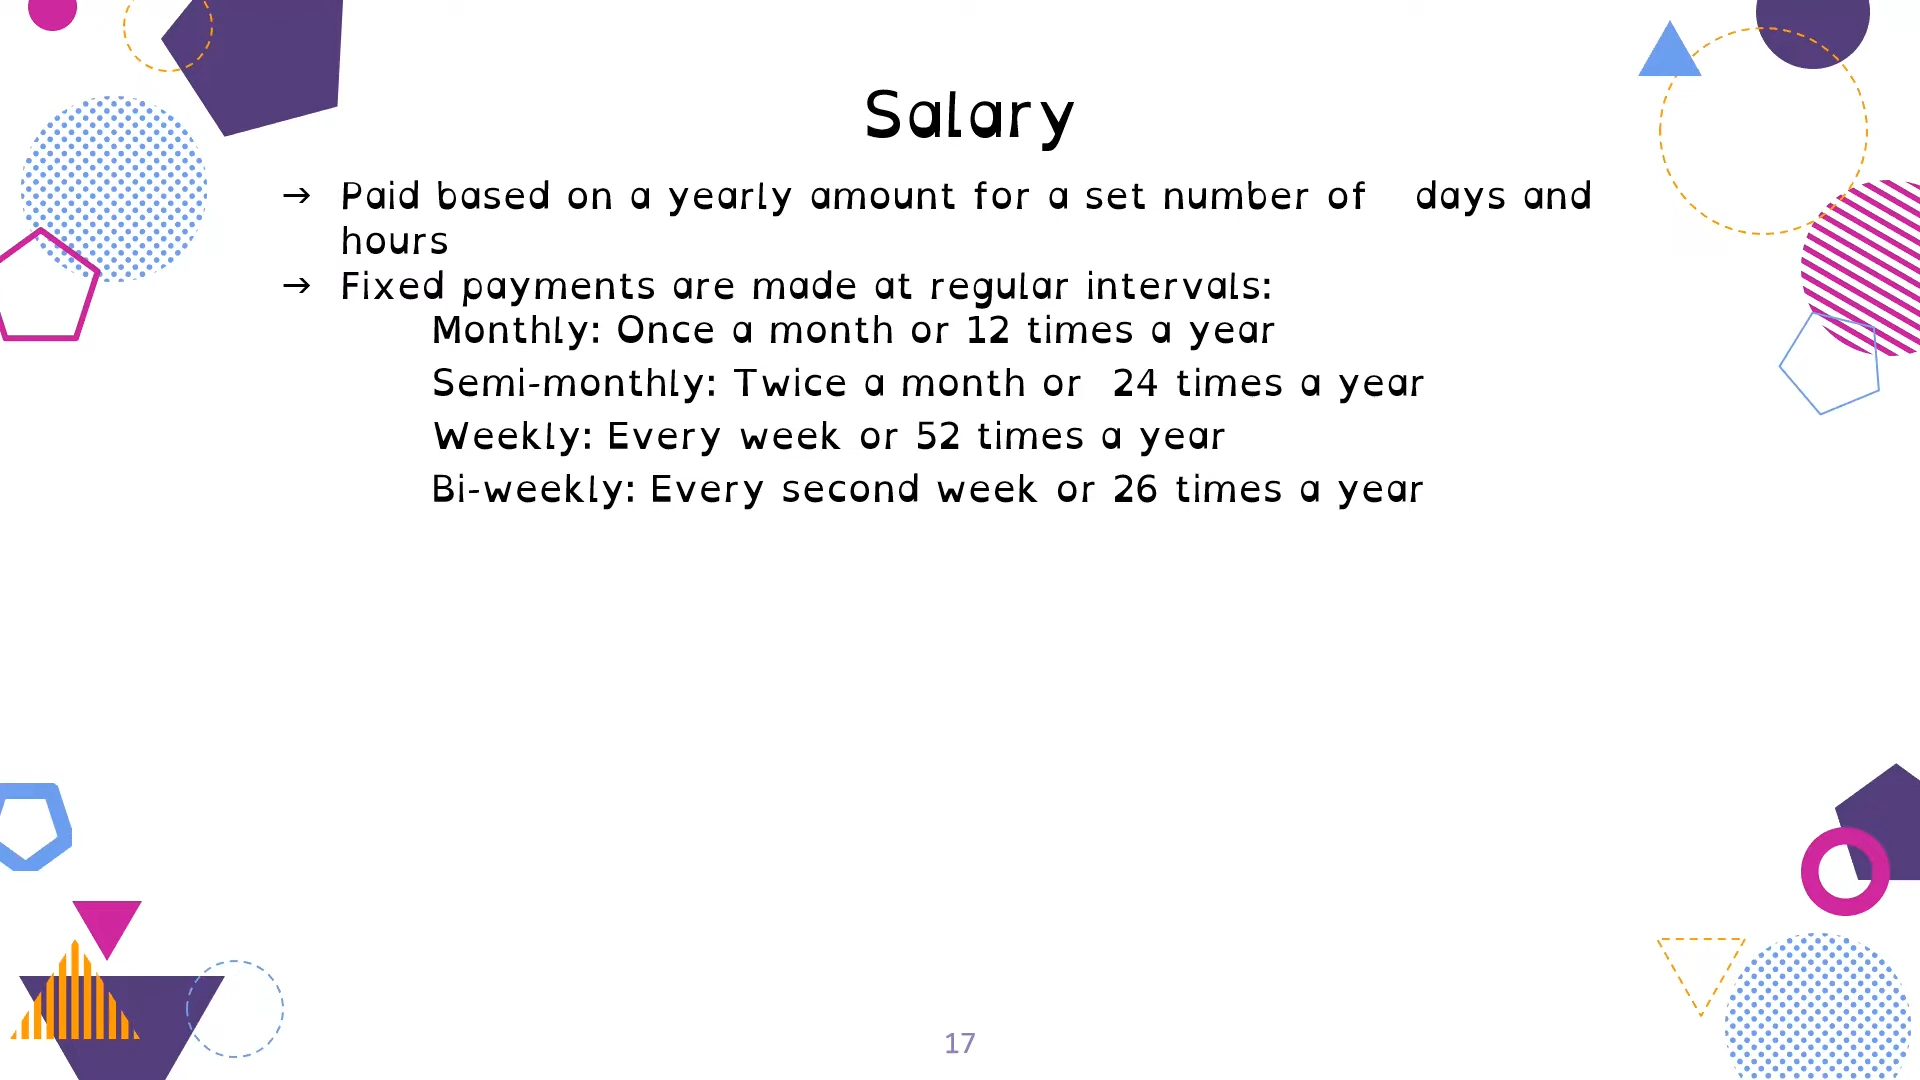 Salary
→ Paid based on a yearly amount for a set number of days and
hours
→ Fixed payments are made at regular intervals:
Monthly: Once a month or 12 times a year
Semi-monthly: Twice a month or 24 times a year
Weekly: Every week or 52 times a year
Bi-weekly: Every second week or 26 times a year
17